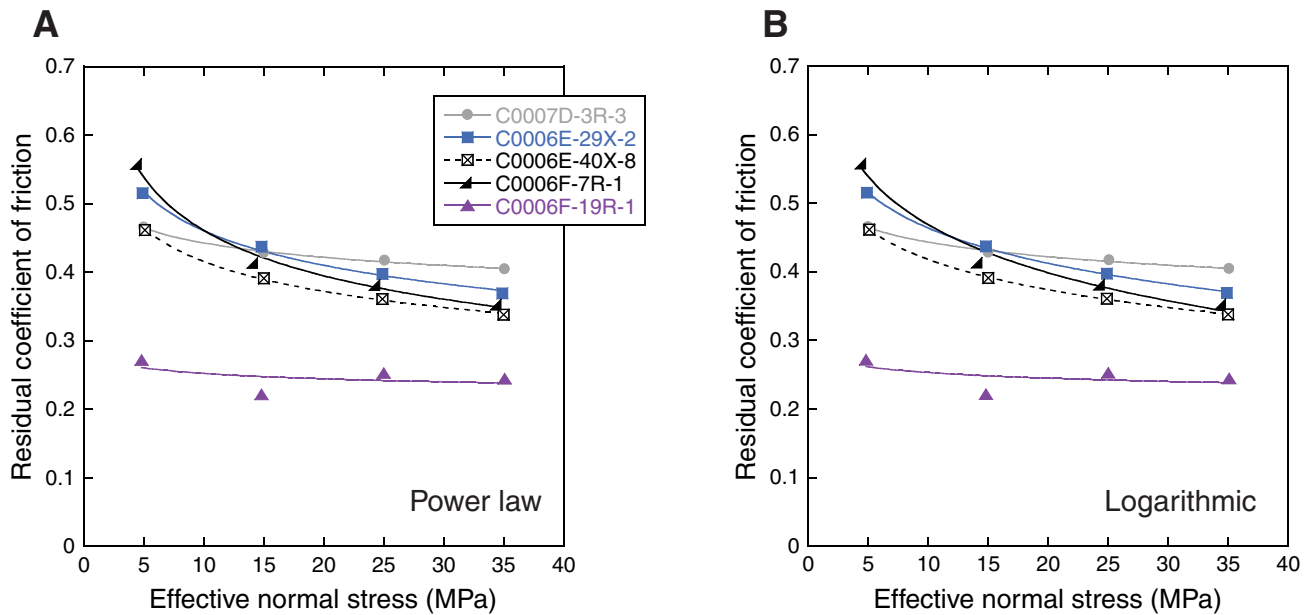 A
0.7
0.6
0.5
0.4
0.3
0.2
0.1
0
Residual coefficient of friction
C0007D-3R-3
C0006E-29X-2
C0006E-40X-8
C0006F-7R-1
C0006F-19R-1
Power law
0 5 10 15 20 25 30 35 40
Effective normal stress (MPa)
B
0.7
0.6
0.5
0.4
0.3
0.2
0.1
0
Residual coefficient of friction
Logarithmic
0 5 10 15 20 25 30 35 40
Effective normal stress (MPa)